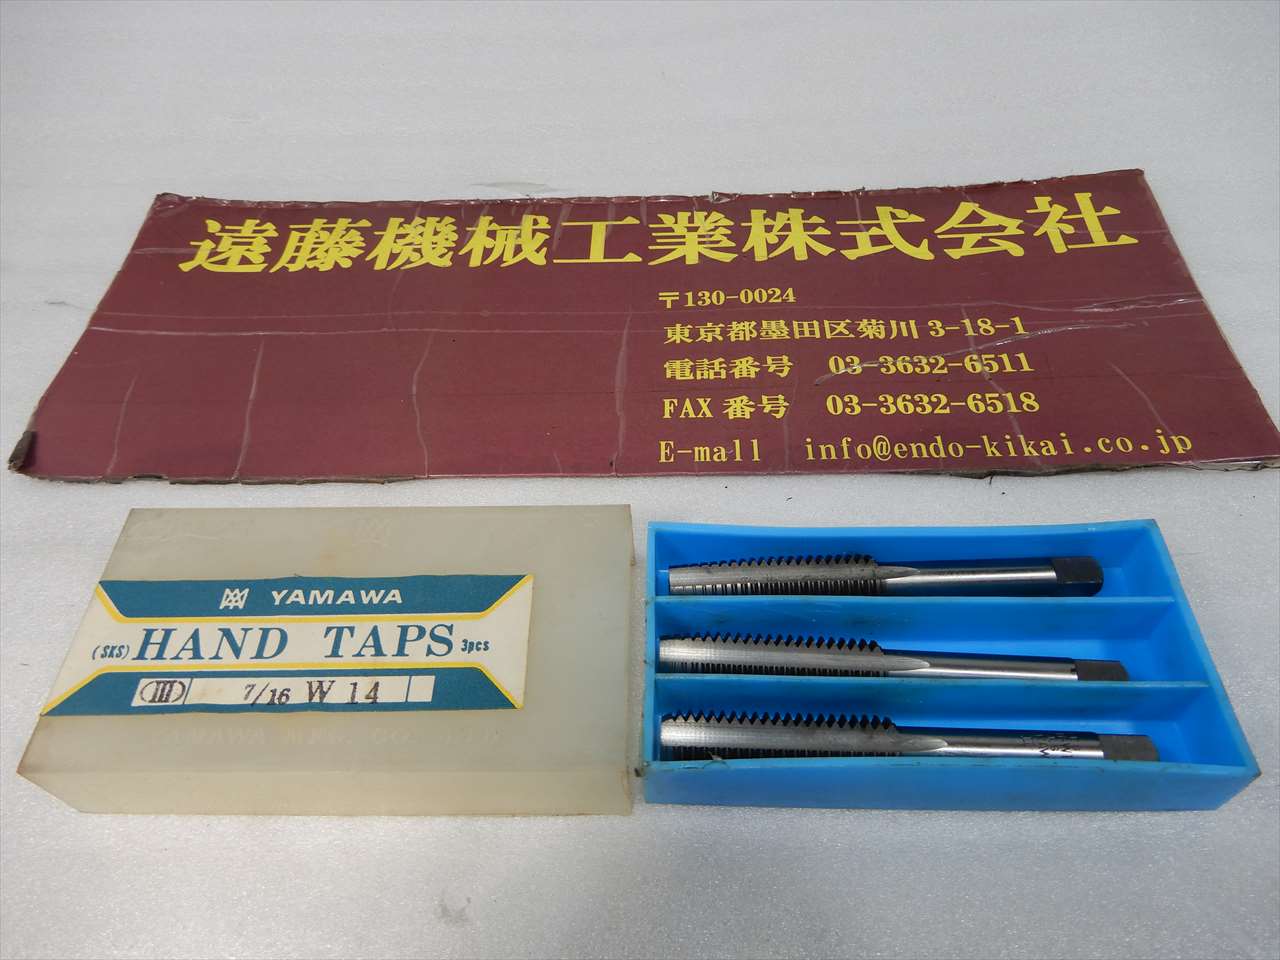 遠藤機械工業株式会社
〒130-0024
東京都墨田区菊川 3-18-1
電話番号 03-3632-6511
FAX 番号 03-3632-6518
E-mall info@endo-kikai.co.jp
YAMAWA
(SKS) HAND TAPS 3pcs
(III) 7/16 W 14